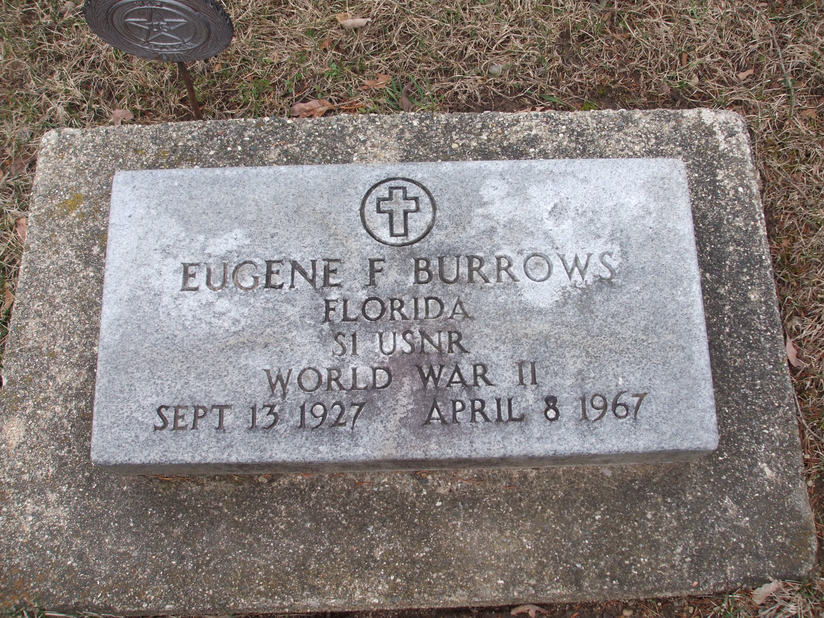 EUGENE F BURROWS
FLORIDA
S1 USNR
WORLD WAR II
SEPT 13 1927 APRIL 8 1967